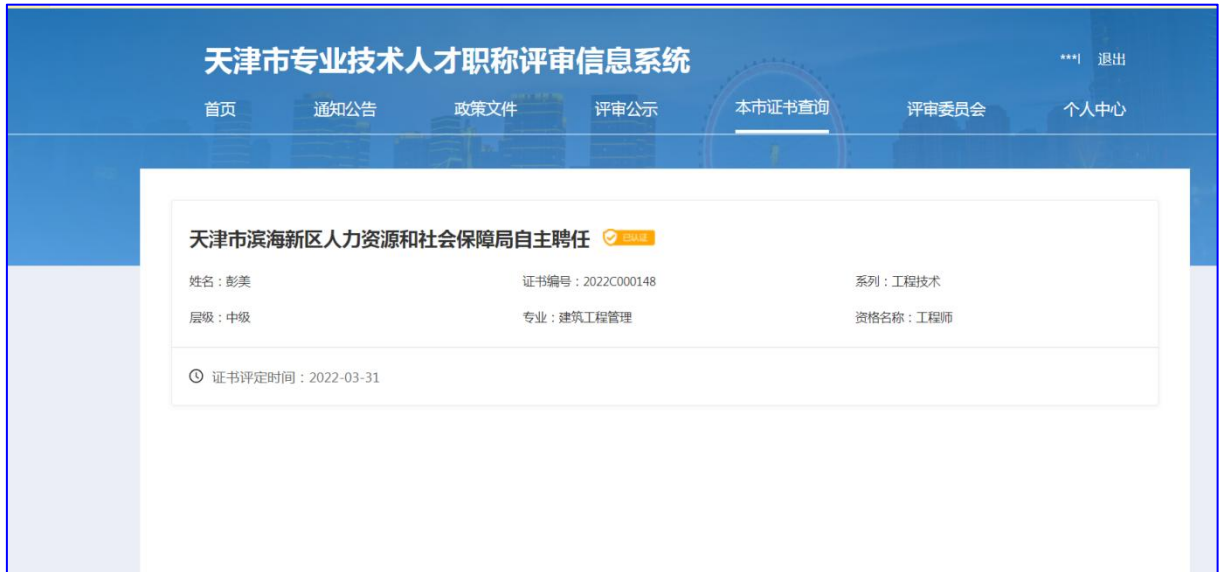 天津市专业技术人才职称评审信息系统
***l 退出
首页 通知公告 政策文件 评审公示 本市证书查询 评审委员会 个人中心
天津市滨海新区人力资源和社会保障局自主聘任 已认证
姓名：彭美 证书编号：2022C000148 系列：工程技术
层级：中级 专业：建筑工程管理 资格名称：工程师
证书评定时间：2022-03-31